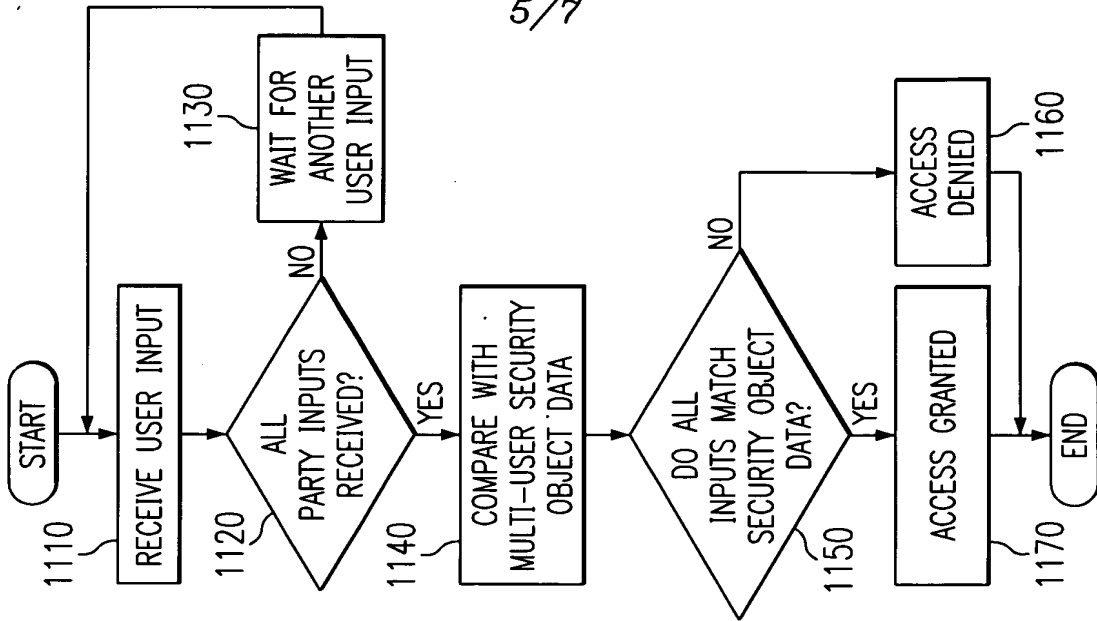 5/7
START
1110
RECEIVE USER INPUT
1120
ALL
PARTY INPUTS
RECEIVED?
NO
1130
WAIT FOR
ANOTHER
USER INPUT
YES
1140
COMPARE WITH
MULTI-USER SECURITY
OBJECT DATA
1150
DO ALL
INPUTS MATCH
SECURITY OBJECT
DATA?
NO
YES
ACCESS
DENIED
1160
ACCESS GRANTED
1170
END